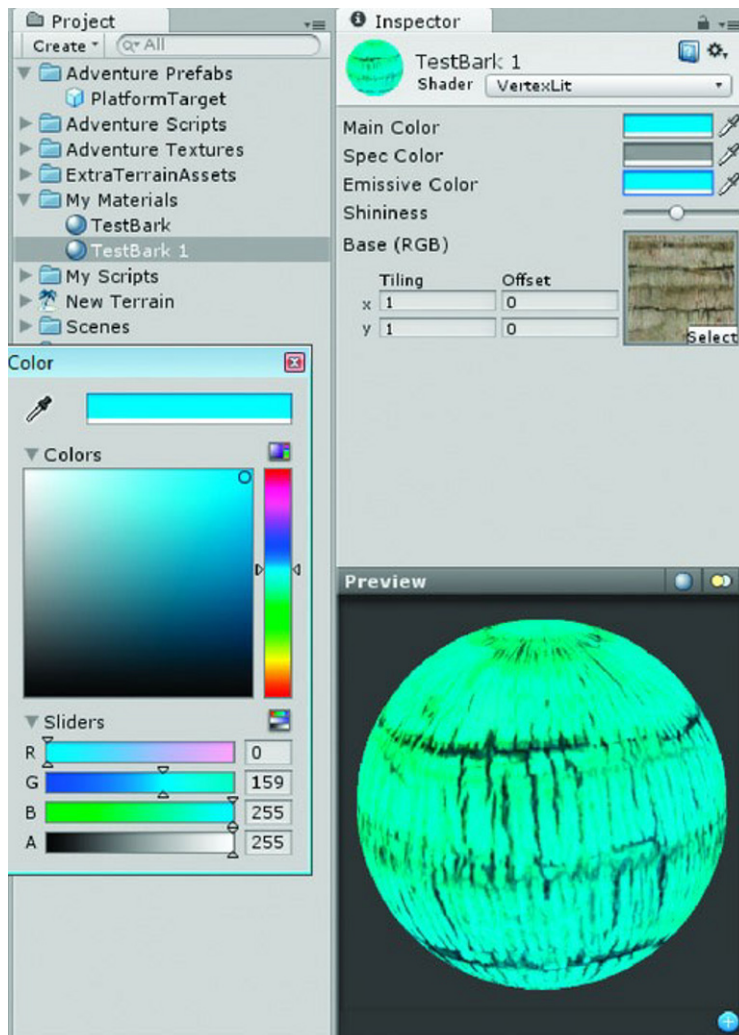 Project
Create
All
Adventure Prefabs
PlatformTarget
Adventure Scripts
Adventure Textures
ExtraTerrainAssets
My Materials
TestBark
TestBark 1
My Scripts
New Terrain
Scenes
Color
Colors
Sliders
R 0
G 159
B 255
A 255
Inspector
TestBark 1
Shader VertexLit
Main Color
Spec Color
Emissive Color
Shininess
Base (RGB)
Tiling Offset
x 1 0
y 1 0
Select
Preview